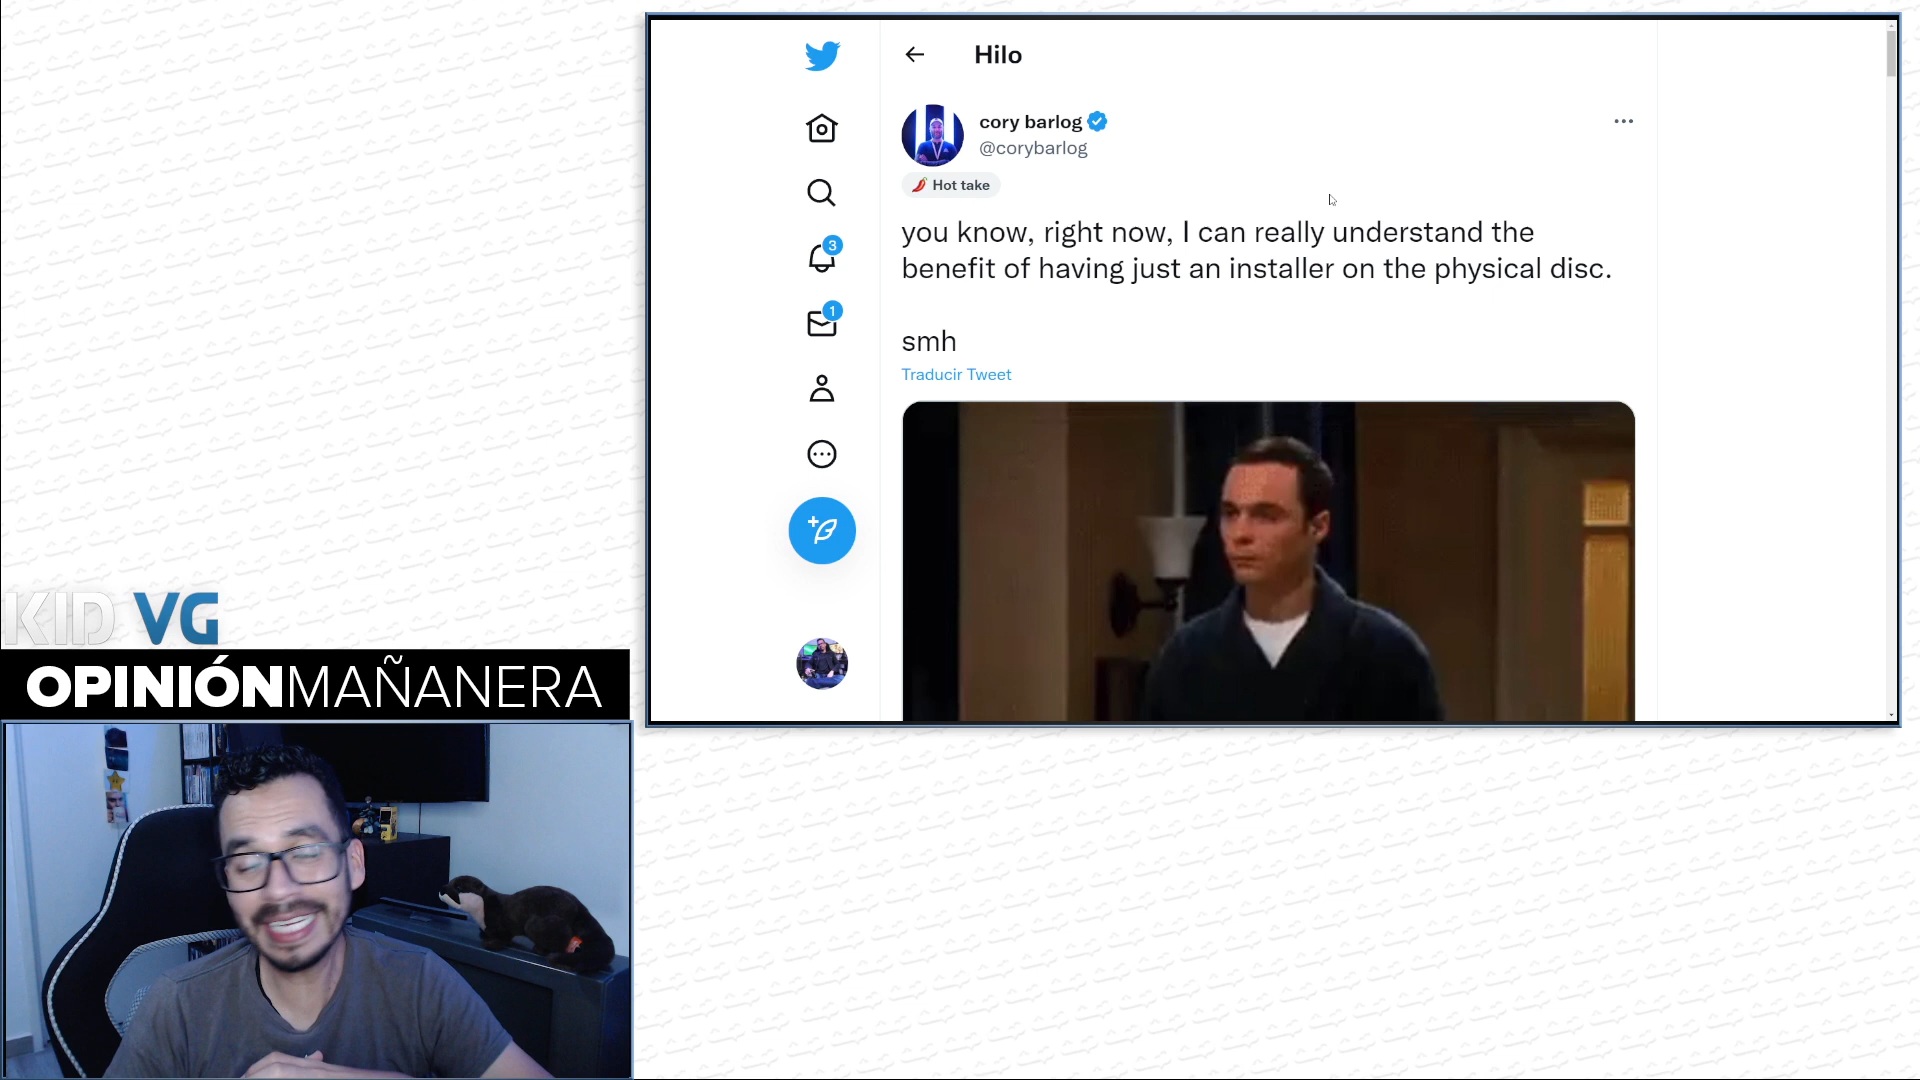 Hilo
cory barlog
@corybarlog
Hot take
you know, right now, I can really understand the
benefit of having just an installer on the physical disc.
smh
Traducir Tweet
3
1
KID VG
OPINIÓNMAÑANERA